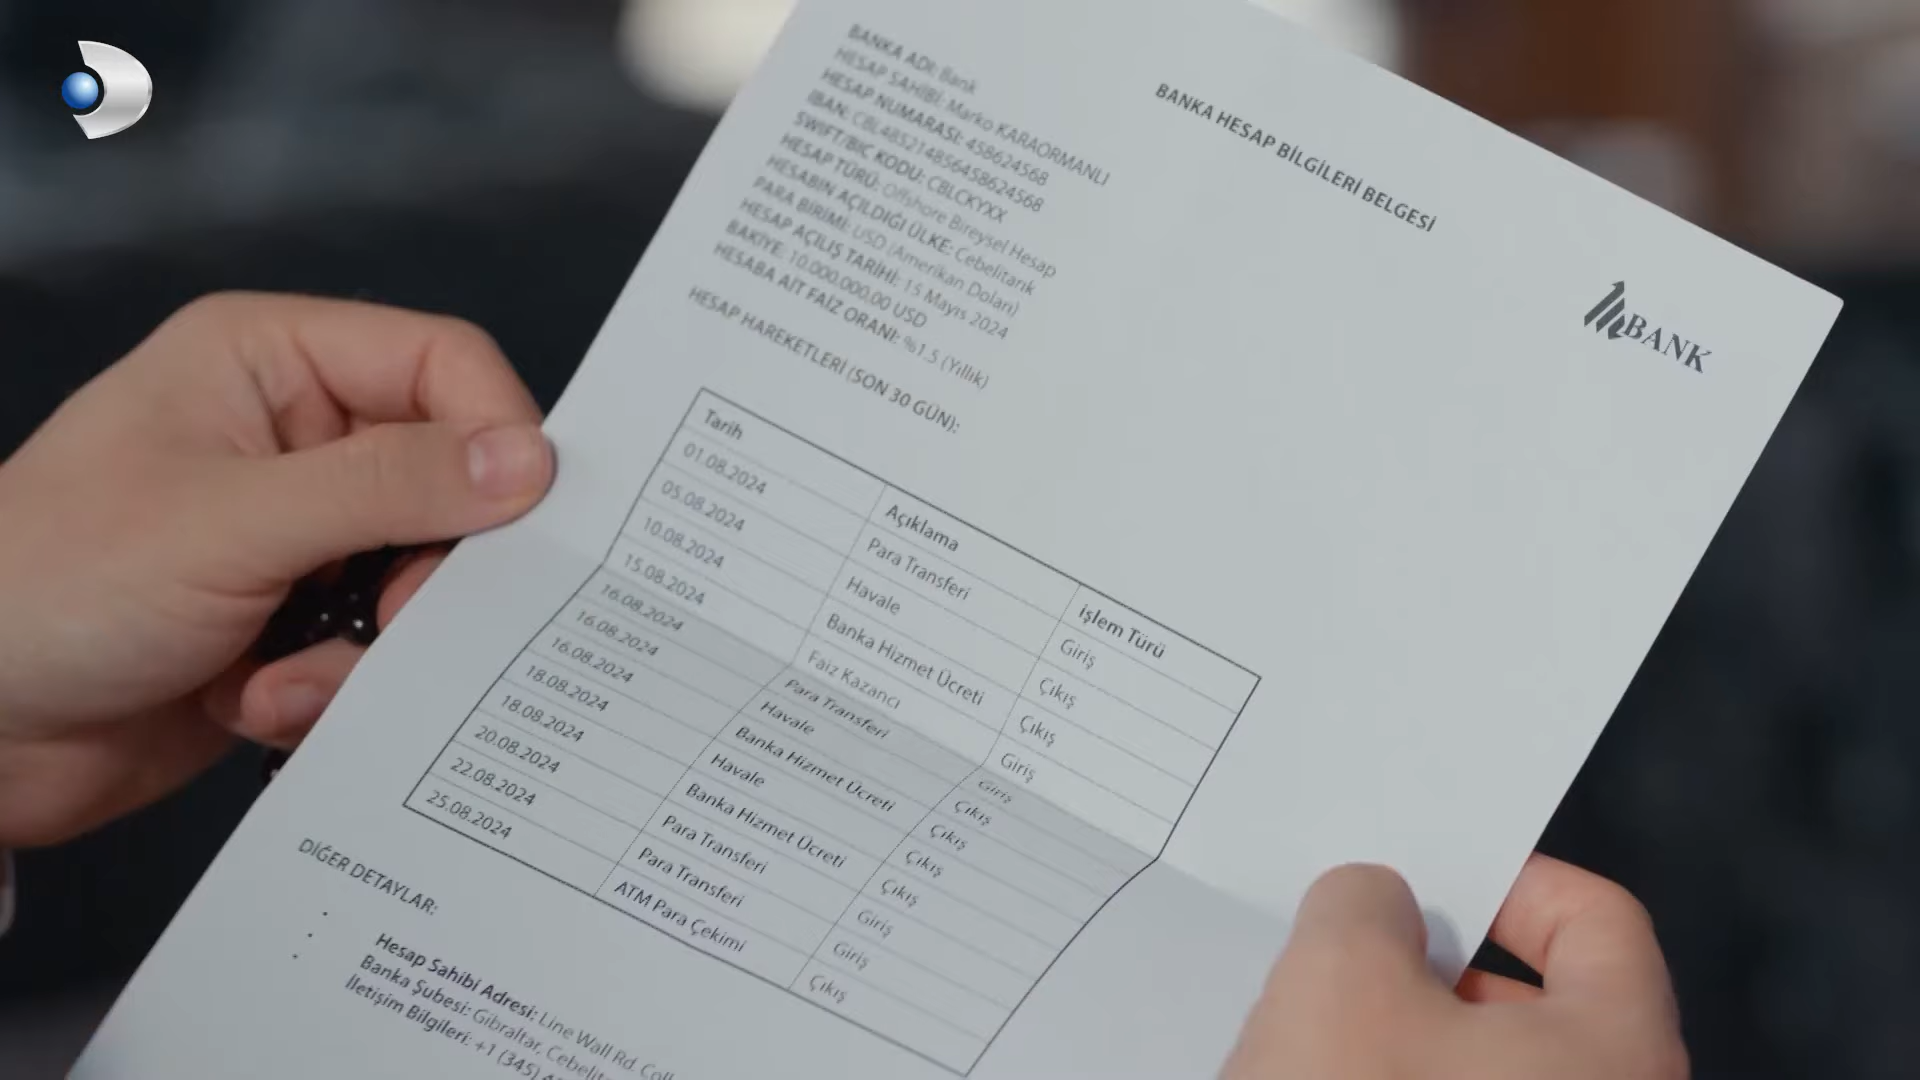 BANKA HESAP BİLGİLERİ BELGESİ
BANK
BANKA ADI: Bank
HESAP SAHİBİ: Marko KARAORMANLI
HESAP NUMARASI: 458624568
IBAN: CBL4852148564458624568
SWIFT/BIC KODU: CBLCKYXX
HESAP TÜRÜ: Offshore Bireysel Hesap
HESABIN AÇILDIĞI ÜLKE: Cebelitarık
PARA BİRİMİ: USD (Amerikan Doları)
HESAP AÇILIŞ TARİHİ: 15 Mayıs 2024
BAKİYE: 10.000.000,00 USD
HESABA AİT FAİZ ORANI: %1.5 (Yıllık)
HESAP HAREKETLERİ (SON 30 GÜN):
Tarih Açıklama İşlem Türü
01.08.2024 Para Transferi Giriş
05.08.2024 Havale Çıkış
10.08.2024 Banka Hizmet Ücreti Çıkış
15.08.2024 Faiz Kazancı Giriş
16.08.2024 Para Transferi Giriş
16.08.2024 Havale Çıkış
16.08.2024 Banka Hizmet Ücreti Çıkış
18.08.2024 Havale Çıkış
18.08.2024 Banka Hizmet Ücreti Çıkış
20.08.2024 Para Transferi Giriş
22.08.2024 Para Transferi Giriş
25.08.2024 ATM Para Çekimi Çıkış
DİĞER DETAYLAR:
Hesap Sahibi Adresi: Line Wall Rd.
Banka Şubesi: Gibraltar,
İletişim Bilgileri: +1 (345)